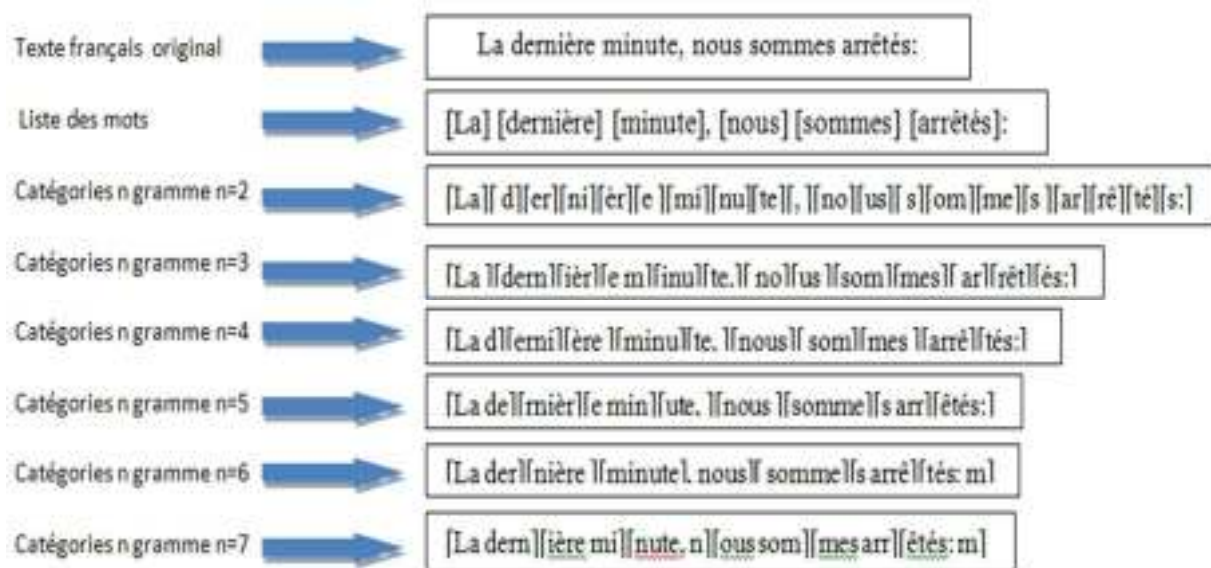 Texte français original
La dernière minute, nous sommes arrêtés:
Liste des mots
[La] [dernière] [minute], [nous] [sommes] [arrêtés]:
Catégories n gramme n=2
[La][ d][er][ni][èr][e ][mi][nu][te][, ][no][us][ s][om][me][s ][ar][rê][té][s:]
Catégories n gramme n=3
[La ][dern][ièr][e m][inu][te,][ no][us ][som][mes][ ar][rêt][és:]
Catégories n gramme n=4
[La d][erni][ère ][minu][te, ][nous][ som][mes ][arrê][tés:]
Catégories n gramme n=5
[La de][rnièr][e min][ute, ][nous ][somme][s arr][êtés:]
Catégories n gramme n=6
[La der][nière ][minute], nous][ somme][s arrê][tés: m]
Catégories n gramme n=7
[La dern][ière mi][nute, n][ous som][mes arr][êtés: m]